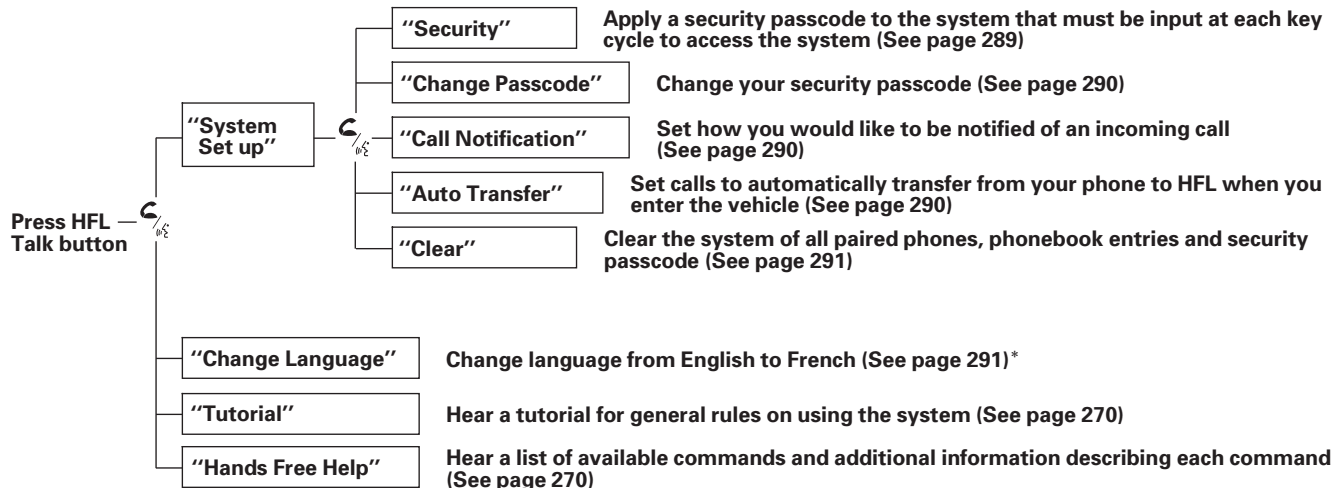 "Security"
Apply a security passcode to the system that must be input at each key
cycle to access the system (See page 289)
"Change Passcode"
Change your security passcode (See page 290)
"System
Set up"
"Call Notification"
Set how you would like to be notified of an incoming call
(See page 290)
"Auto Transfer"
Set calls to automatically transfer from your phone to HFL when you
enter the vehicle (See page 290)
Press HFL
Talk button
"Clear"
Clear the system of all paired phones, phonebook entries and security
passcode (See page 291)
"Change Language"
Change language from English to French (See page 291)*
"Tutorial"
Hear a tutorial for general rules on using the system (See page 270)
"Hands Free Help"
Hear a list of available commands and additional information describing each command
(See page 270)